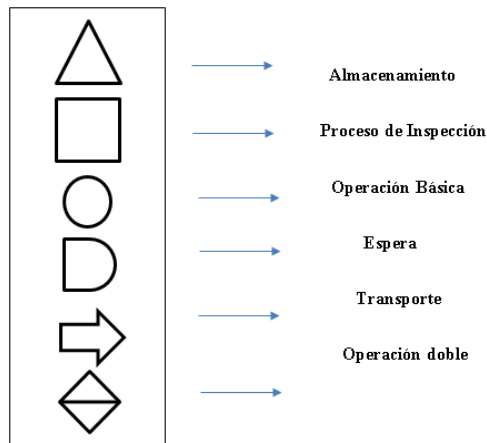 Almacenamiento
Proceso de Inspección
Operación Básica
Espera
Transporte
Operación doble